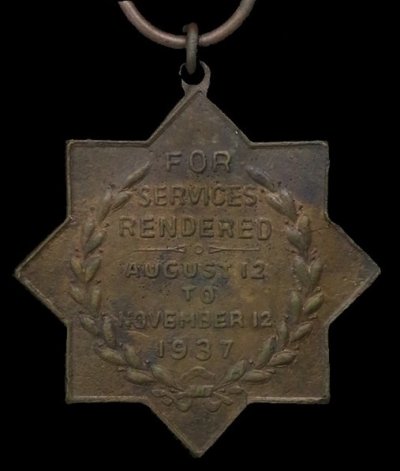 FOR
SERVICES
RENDERED
AUGUST 12
TO
NOVEMBER 12
1937